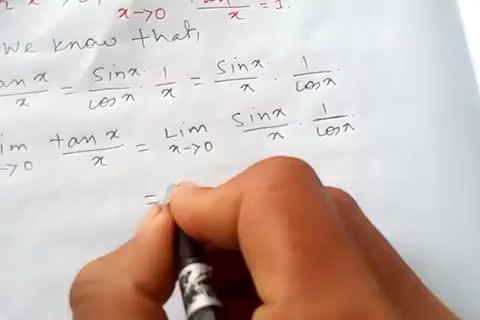 x→0 tan x/x = 1.
We know that,
tan x/x = sin x/cos x · 1/x = sin x/x · 1/cos x
lim x→0 tan x/x = Lim x→0 sin x/x · 1/cos x
=